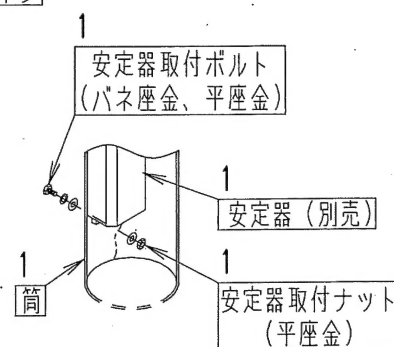 1
安定器取付ボルト
(バネ座金、平座金)
1
安定器(別売)
1
筒
1
安定器取付ナット
(平座金)